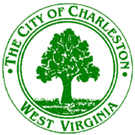 • THE CITY OF CHARLESTON •
WEST VIRGINIA